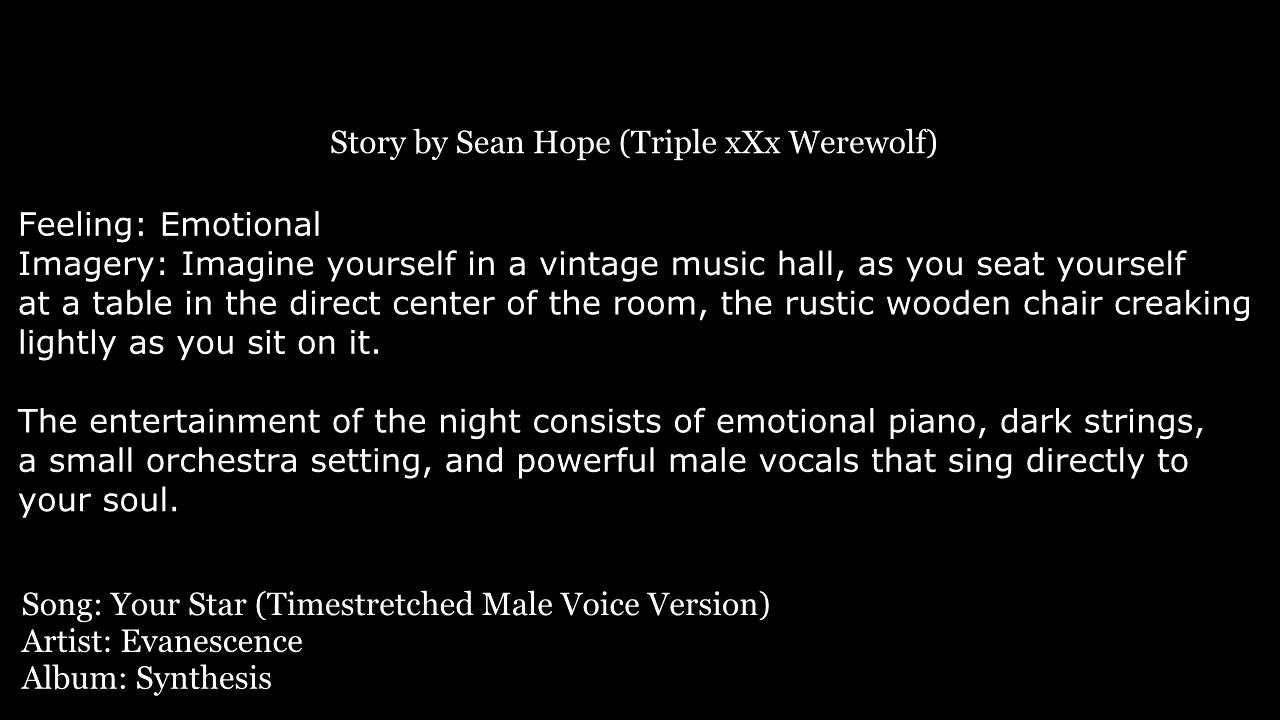 Story by Sean Hope (Triple xXx Werewolf)
Feeling: Emotional
Imagery: Imagine yourself in a vintage music hall, as you seat yourself
at a table in the direct center of the room, the rustic wooden chair creaking
lightly as you sit on it.
The entertainment of the night consists of emotional piano, dark strings,
a small orchestra setting, and powerful male vocals that sing directly to
your soul.
Song: Your Star (Timestretched Male Voice Version)
Artist: Evanescence
Album: Synthesis